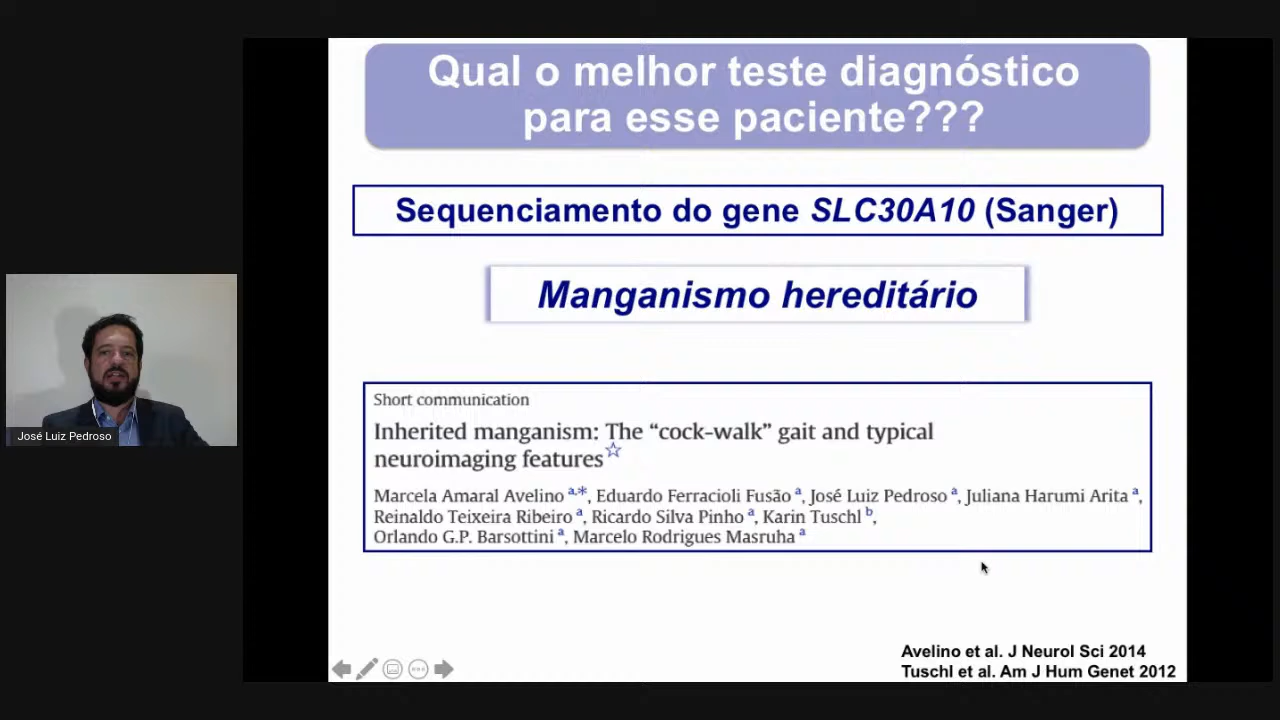 Qual o melhor teste diagnóstico
para esse paciente???
Sequenciamento do gene SLC30A10 (Sanger)
Manganismo hereditário
Short communication
Inherited manganism: The “cock-walk” gait and typical
neuroimaging features☆
Marcela Amaral Avelino a,*, Eduardo Ferracioli Fusão a, José Luiz Pedroso a, Juliana Harumi Arita a,
Reinaldo Teixeira Ribeiro a, Ricardo Silva Pinho a, Karin Tuschl b,
Orlando G.P. Barsottini a, Marcelo Rodrigues Masruha a
José Luiz Pedroso
Avelino et al. J Neurol Sci 2014
Tuschl et al. Am J Hum Genet 2012